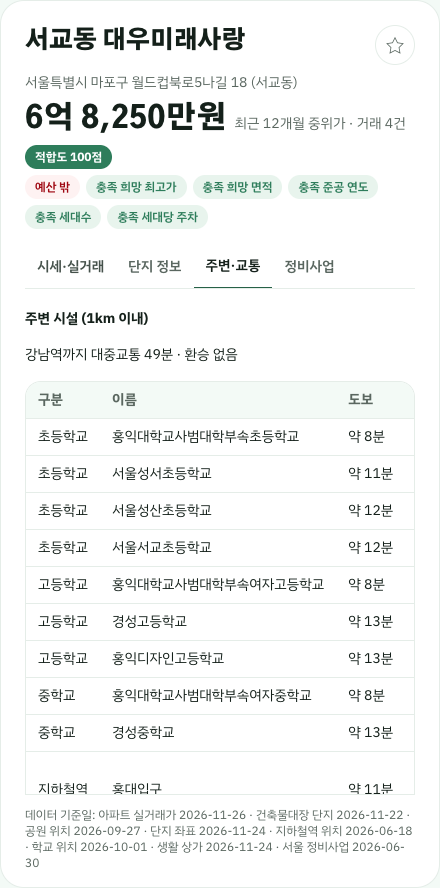 서교동 대우미래사랑
서울특별시 마포구 월드컵북로5나길 18 (서교동)
6억 8,250만원 최근 12개월 중위가 · 거래 4건
적합도 100점
예산 밖 충족 희망 최고가 충족 희망 면적 충족 준공 연도
충족 세대수 충족 세대당 주차
시세·실거래 단지 정보 주변·교통 정비사업
주변 시설 (1km 이내)
강남역까지 대중교통 49분 · 환승 없음
구분 이름 도보
초등학교 홍익대학교사범대학부속초등학교 약 8분
초등학교 서울성서초등학교 약 11분
초등학교 서울성산초등학교 약 12분
초등학교 서울서교초등학교 약 12분
고등학교 홍익대학교사범대학부속여자고등학교 약 8분
고등학교 경성고등학교 약 13분
고등학교 홍익디자인고등학교 약 13분
중학교 홍익대학교사범대학부속여자중학교 약 8분
중학교 경성중학교 약 13분
지하철역 홍대입구 약 11분
데이터 기준일: 아파트 실거래가 2026-11-26 · 건축물대장 단지 2026-11-22 ·
공원 위치 2026-09-27 · 단지 좌표 2026-11-24 · 지하철역 위치 2026-06-18
· 학교 위치 2026-10-01 · 생활 상가 2026-11-24 · 서울 정비사업 2026-06-
30